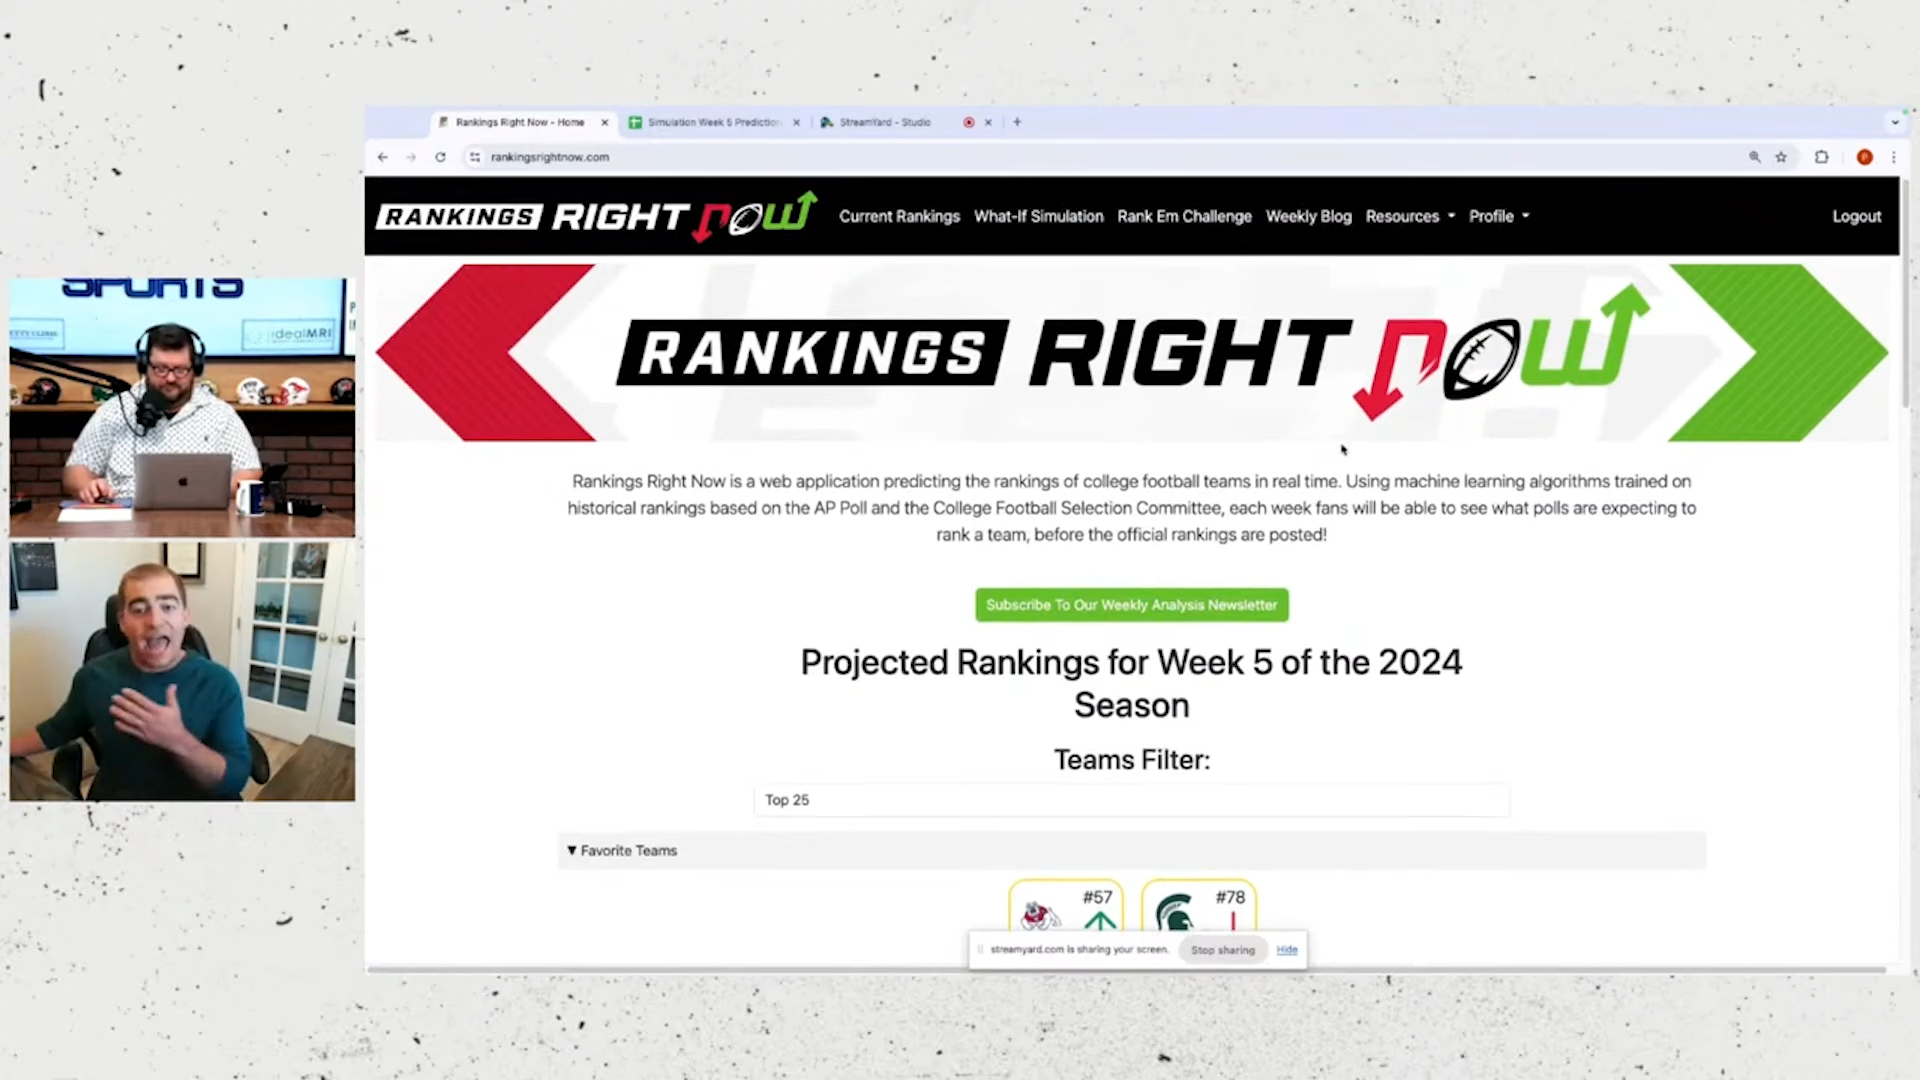 Rankings Right Now - Home
Simulation Week 5 Prediction
StreamYard - Studio
rankingsrightnow.com
RANKINGS RIGHT NOW
Current Rankings
What-If Simulation
Rank Em Challenge
Weekly Blog
Resources
Profile
Logout
SPORTS
idealMRI
RANKINGS RIGHT NOW
Rankings Right Now is a web application predicting the rankings of college football teams in real time. Using machine learning algorithms trained on
historical rankings based on the AP Poll and the College Football Selection Committee, each week fans will be able to see what polls are expecting to
rank a team, before the official rankings are posted!
Subscribe To Our Weekly Analysis Newsletter
Projected Rankings for Week 5 of the 2024
Season
Teams Filter:
Top 25
▼ Favorite Teams
#57
#78
streamyard.com is sharing your screen.
Stop sharing
Hide